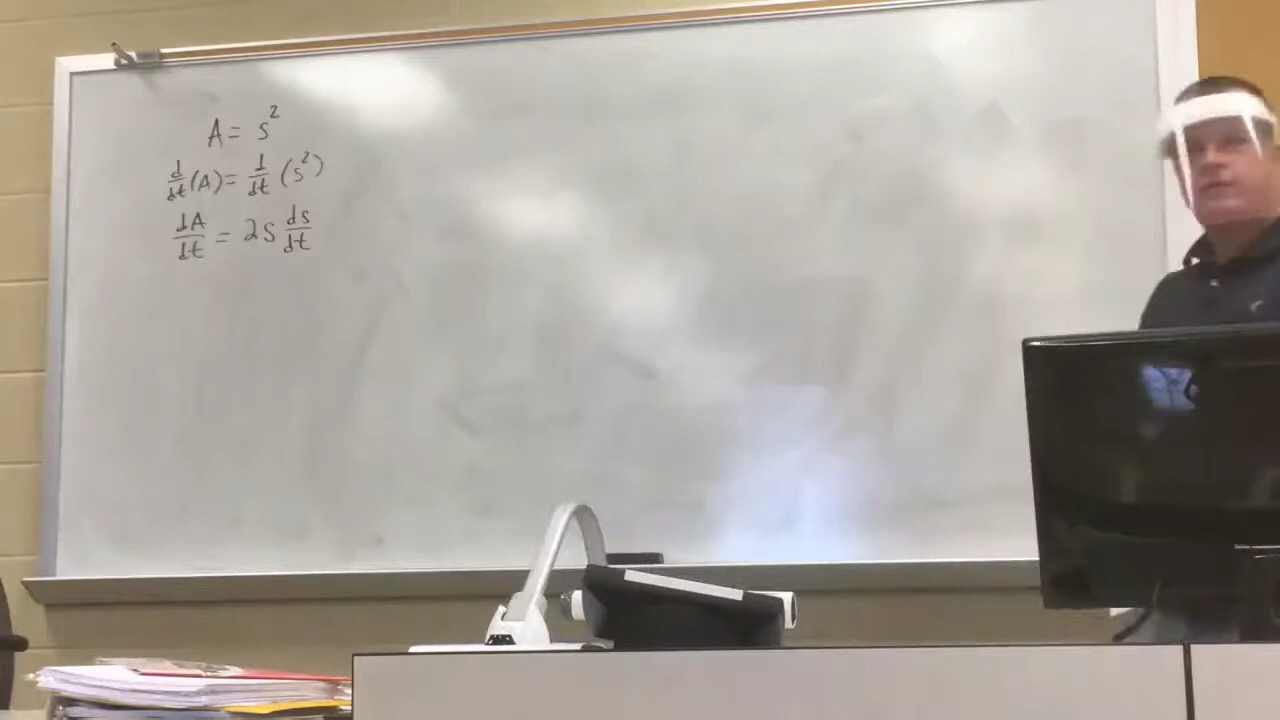 A = s²
d/dt (A) = d/dt (s²)
dA/dt = 2s ds/dt